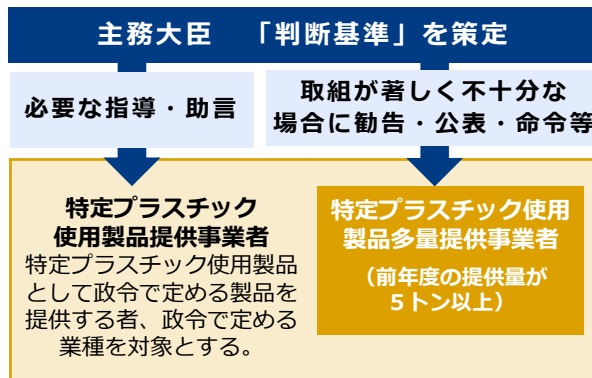 主務大臣　「判断基準」を策定
必要な指導・助言
取組が著しく不十分な
場合に勧告・公表・命令等
特定プラスチック
使用製品提供事業者
特定プラスチック使用製品
として政令で定める製品を
提供する者、政令で定める
業種を対象とする。
特定プラスチック使用
製品多量提供事業者
（前年度の提供量が
５トン以上）